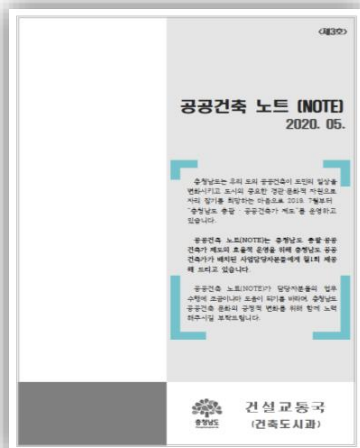 <제3호>
공공건축 노트 (NOTE)
2020. 05.
충청남도는 우리 도의 공공건축이 도민의 일상을
변화시키고 도시의 중요한 경관·문화적 자원으로
자리 잡기를 희망하는 마음으로 2019. 7월부터
"충청남도 총괄·공공건축가 제도"를 운영하고
있습니다.
공공건축 노트(NOTE)는 충청남도 총괄·공공
건축가 제도의 효율적 운영을 위해 충청남도 공공
건축가가 배치된 사업담당자분들에게 월1회 제공
해 드리고 있습니다.
공공건축 노트(NOTE)가 담당자분들의 업무
수행에 조금이나마 도움이 되기를 바라며, 충청남도
공공건축 문화의 긍정적 변화를 위해 함께 노력
해주시길 부탁드립니다.
충청남도
건설교통국
(건축도시과)